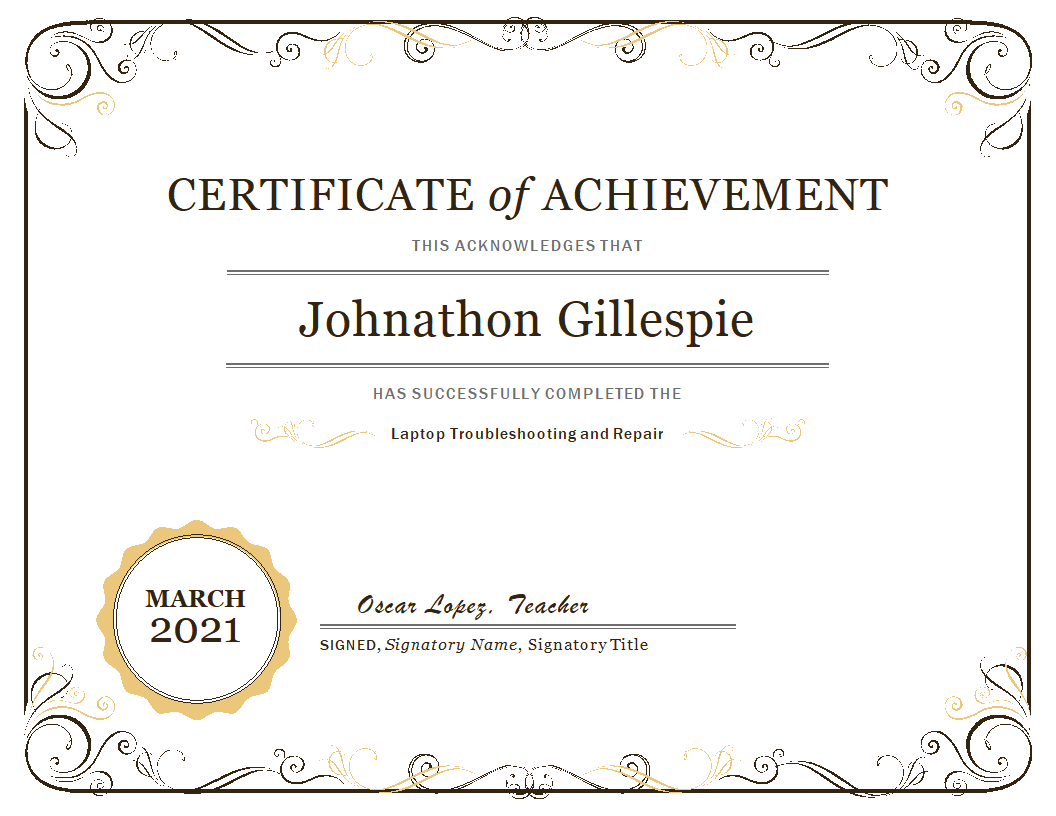 CERTIFICATE of ACHIEVEMENT
THIS ACKNOWLEDGES THAT
Johnathon Gillespie
HAS SUCCESSFULLY COMPLETED THE
Laptop Troubleshooting and Repair
MARCH
2021
Oscar Lopez, Teacher
SIGNED, Signatory Name, Signatory Title